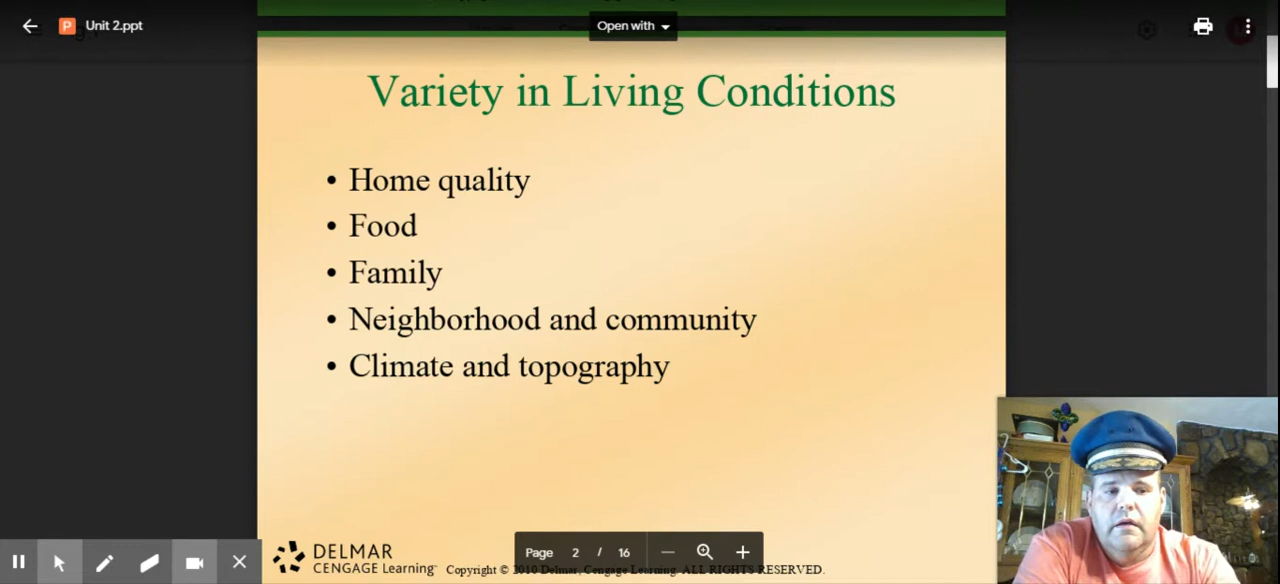 Unit 2.ppt
Open with
Variety in Living Conditions
• Home quality
• Food
• Family
• Neighborhood and community
• Climate and topography
Page 2 / 16
DELMAR
CENGAGE Learning
Copyright © 2010 Delmar, Cengage Learning. ALL RIGHTS RESERVED.